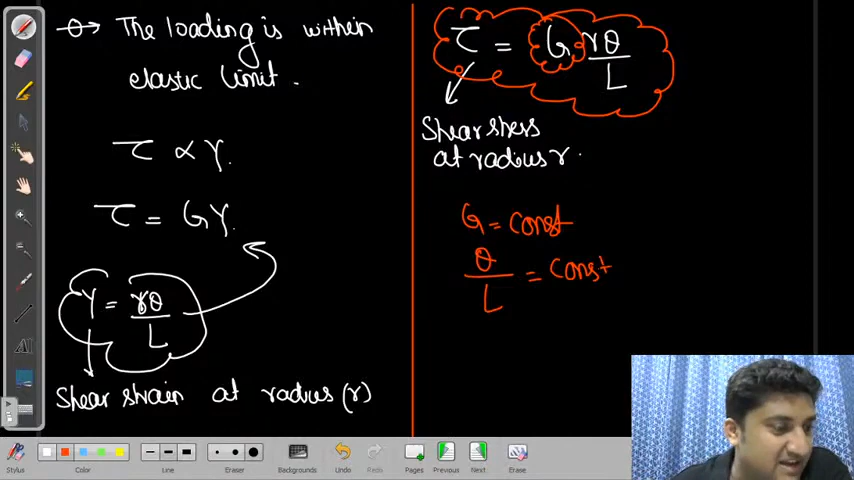 → The loading is within
elastic limit.
τ ∝ γ.
τ = Gγ.
γ = rθ/L
Shear strain at radius (r)
τ = G rθ/L
Shear stress
at radius r.
G = const
θ/L = const
Stylus
Color
Line
Eraser
Backgrounds
Undo
Redo
Pages
Previous
Next
Erase